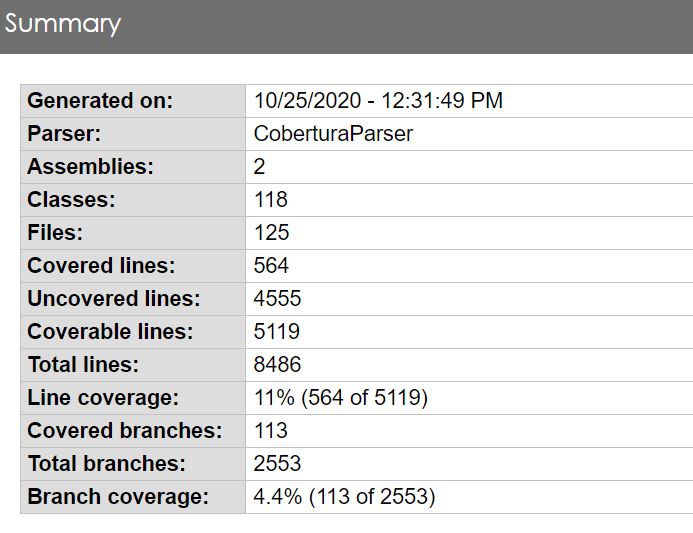 Summary
Generated on: 10/25/2020 - 12:31:49 PM
Parser: CoberturaParser
Assemblies: 2
Classes: 118
Files: 125
Covered lines: 564
Uncovered lines: 4555
Coverable lines: 5119
Total lines: 8486
Line coverage: 11% (564 of 5119)
Covered branches: 113
Total branches: 2553
Branch coverage: 4.4% (113 of 2553)